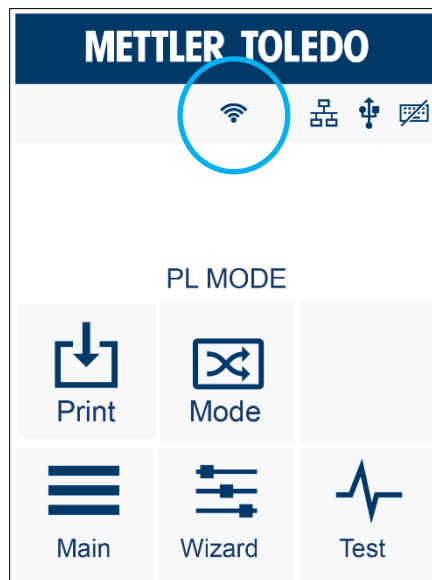 METTLER TOLEDO
PL MODE
Print
Mode
Main
Wizard
Test